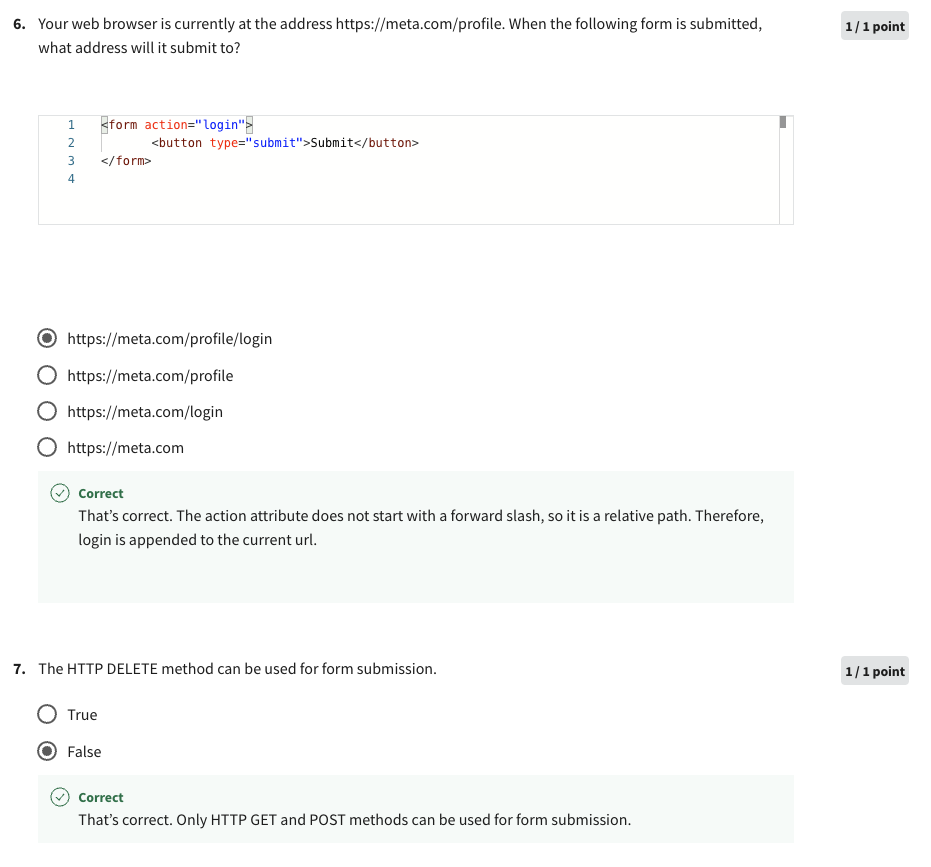 6. Your web browser is currently at the address https://meta.com/profile. When the following form is submitted, 1 / 1 point
what address will it submit to?
1 <form action="login">
2 <button type="submit">Submit</button>
3 </form>
4
https://meta.com/profile/login
https://meta.com/profile
https://meta.com/login
https://meta.com
Correct
That’s correct. The action attribute does not start with a forward slash, so it is a relative path. Therefore,
login is appended to the current url.
7. The HTTP DELETE method can be used for form submission. 1 / 1 point
True
False
Correct
That’s correct. Only HTTP GET and POST methods can be used for form submission.